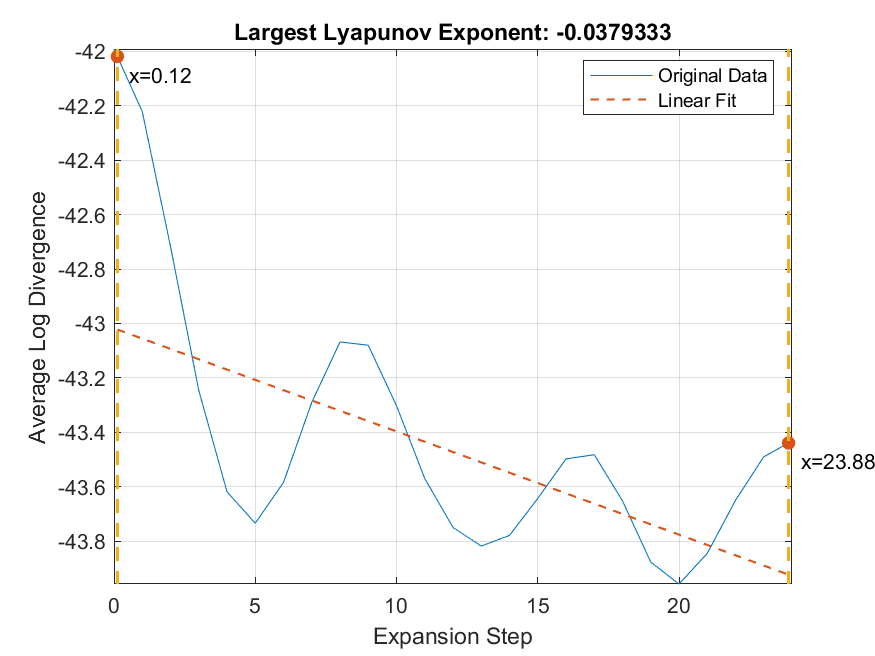 Largest Lyapunov Exponent: -0.0379333
-42
-42.2
-42.4
-42.6
-42.8
-43
-43.2
-43.4
-43.6
-43.8
Average Log Divergence
x=0.12
Original Data
Linear Fit
x=23.88
0
5
10
15
20
Expansion Step